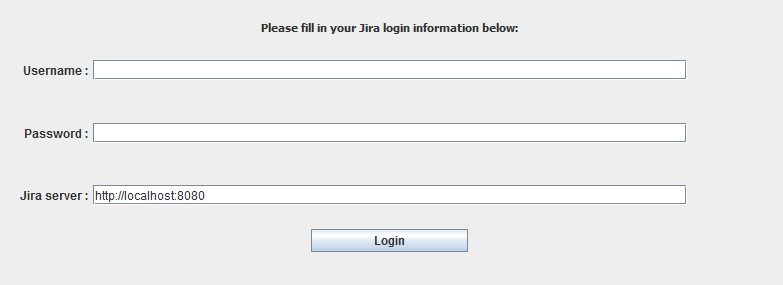 Please fill in your Jira login information below:
Username :
Password :
Jira server : http://localhost:8080
Login